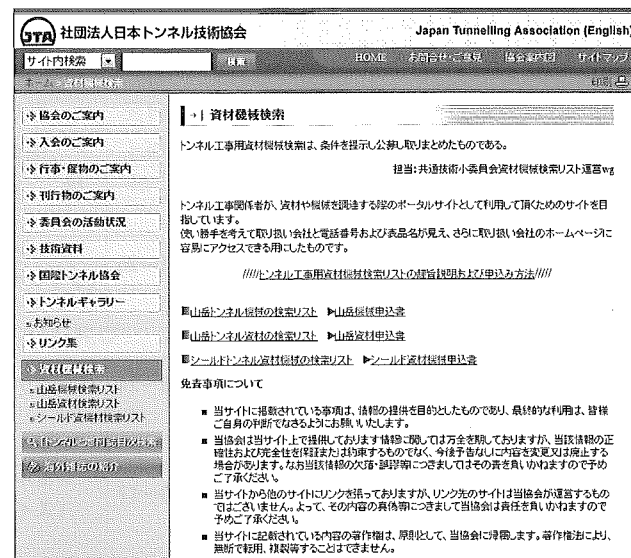 JTA 社団法人日本トンネル技術協会
Japan Tunnelling Association (English)
サイト内検索
検索
HOME お問合せ・ご意見 協会案内図 サイトマップ
ホーム > 資材機械検索
印刷
協会のご案内
入会のご案内
行事・催物のご案内
刊行物のご案内
委員会の活動状況
技術資料
国際トンネル協会
トンネルギャラリー
お知らせ
リンク集
資材機械検索
山岳機械検索リスト
山岳資材検索リスト
シールド資機材検索リスト
海外雑誌の紹介
資材機械検索
トンネル工事用資材機械検索は、条件を提示し公募し取りまとめたものである。
担当:共通技術小委員会資材機械検索リスト運営wg
トンネル工事関係者が、資材や機械を調達する際のポータルサイトとして利用して頂くためのサイトを目
指しています。
使い勝手を考えて取り扱い会社と電話番号および表品名が見え、さらに取り扱い会社のホームページに
容易にアクセスできる用にしたものです。
/////トンネル工事用資材機械検索リストの趣旨説明および申込み方法/////
■山岳トンネル機械の検索リスト ▶山岳機械申込書
■山岳トンネル資材の検索リスト ▶山岳資材申込書
■シールドトンネル資材機械の検索リスト ▶シールド資材機械申込書
免責事項について
■ 当サイトに掲載されている事項は、情報の提供を目的としたものであり、最終的な利用は、皆様
ご自身の判断でなさるようにお願いいたします。
■ 当協会は当サイト上で提供しております情報に関しては万全を期しておりますが、当該情報の正
確性および完全性を保証または約束するものでなく、今後予告なしに内容を変更又は廃止する
場合があります。なお当該情報の欠落・誤謬等につきましてはその責を負いかねますので予め
ご了承ください。
■ 当サイトから他のサイトにリンクを張っておりますが、リンク先のサイトは当協会が運営するもの
ではございません。よって、その内容の真偽等につきまして当協会は責任を負いかねますので
予めご了承ください。
■ 当サイトに記載されている内容の著作権は、原則として、当協会に帰属します。著作権法により、
無断で転用、複製等することはできません。